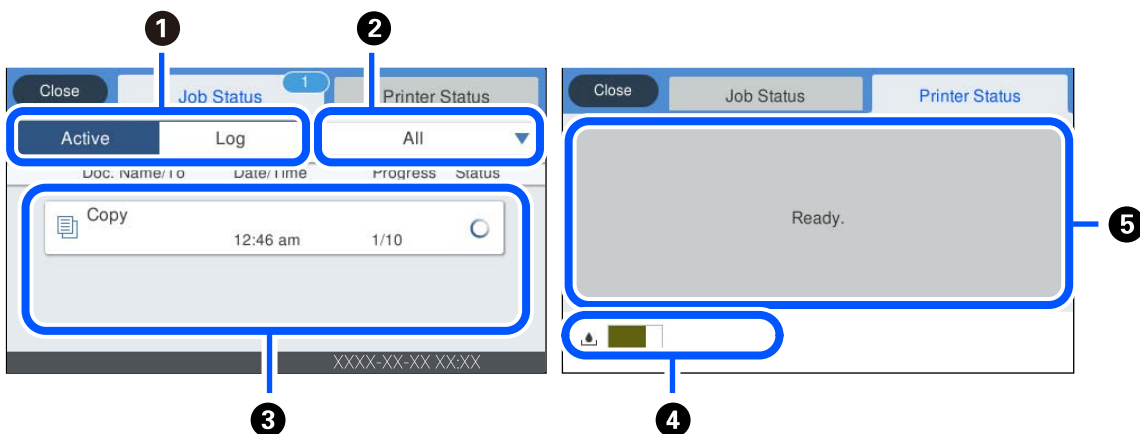 1 2
Close Job Status 1 Printer Status
Active Log All
Doc. Name/To Date/Time Progress Status
Copy
12:46 am 1/10
XXXX-XX-XX XX:XX
3
Close Job Status Printer Status
Ready.
5
4